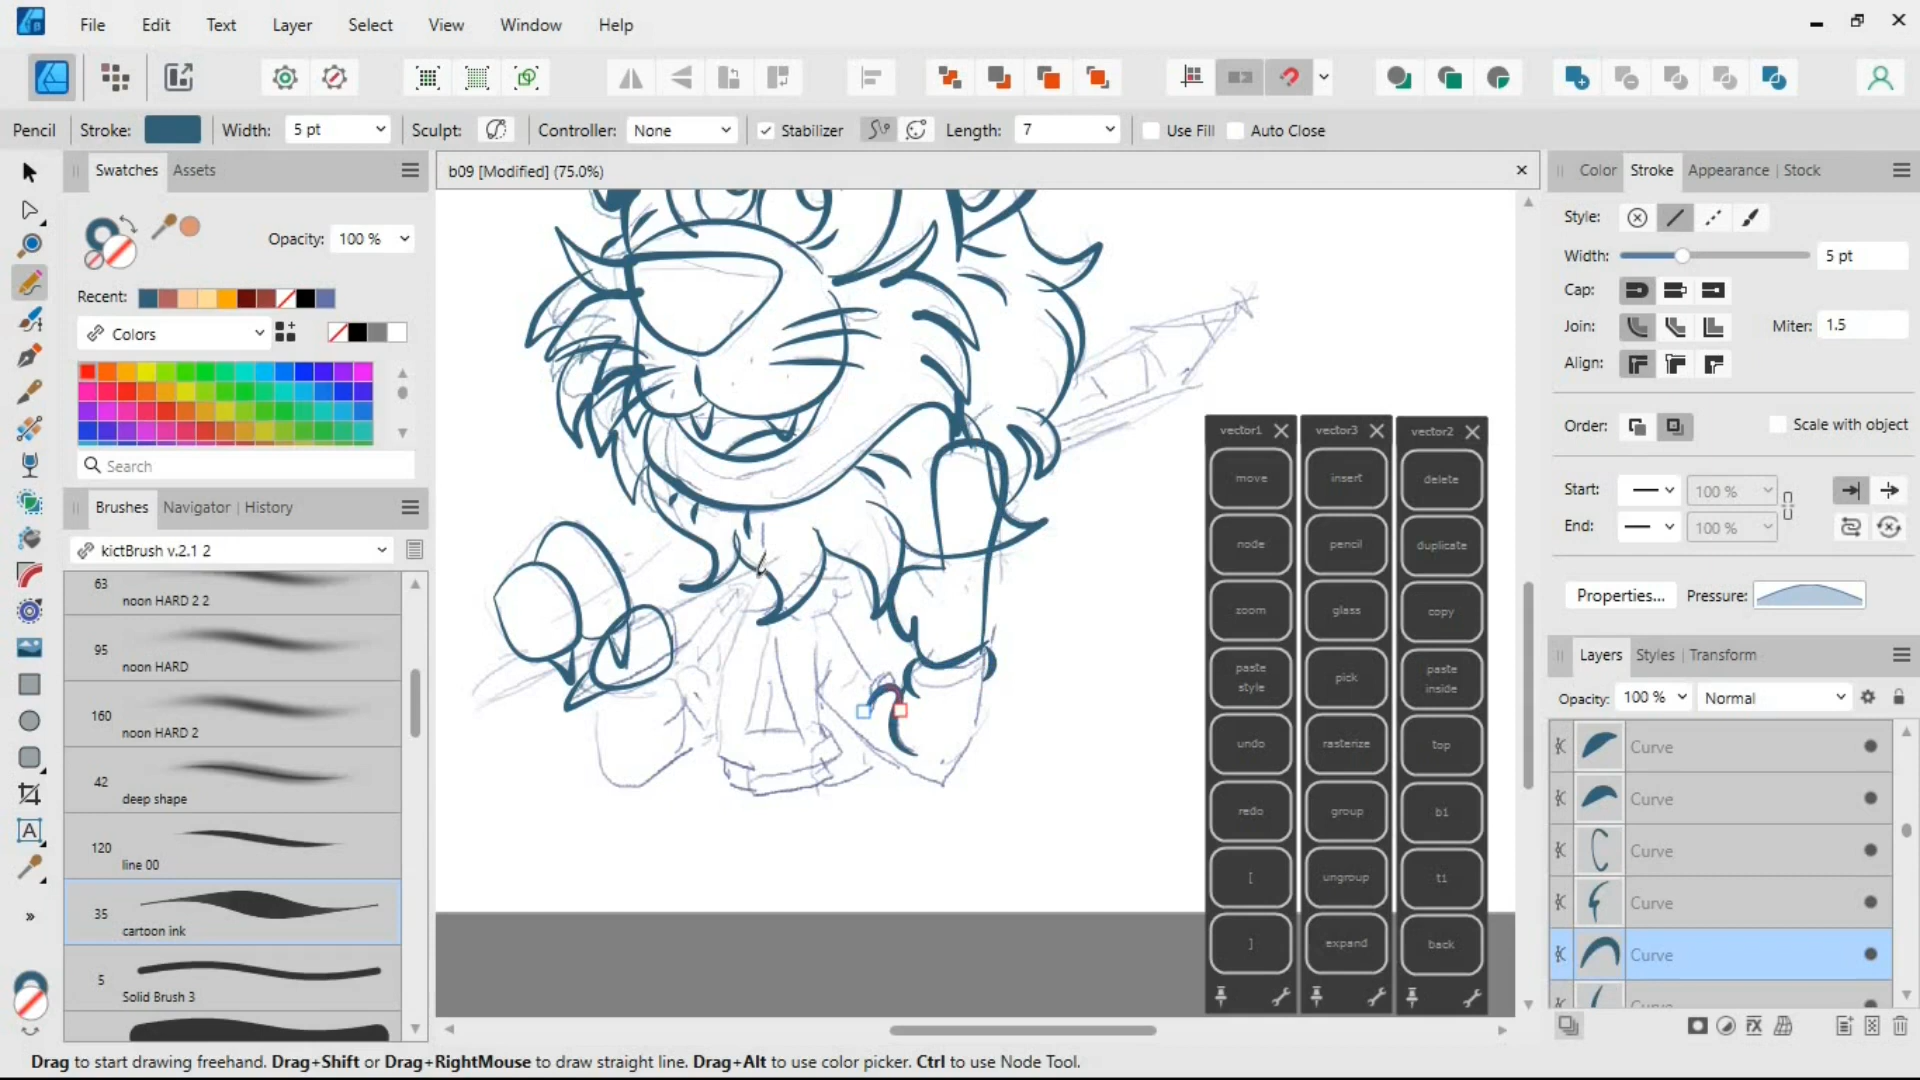 File Edit Text Layer Select View Window Help
Pencil Stroke: Width: 5 pt Sculpt: Controller: None Stabilizer Length: 7 Use Fill Auto Close
Swatches Assets
b09 [Modified] (75.0%)
Color Stroke Appearance Stock
Opacity: 100 %
Recent:
Colors
Search
Brushes Navigator History
kictBrush v.2.1 2
63
noon HARD 2 2
95
noon HARD
160
noon HARD 2
42
deep shape
120
line 00
35
cartoon ink
5
Solid Brush 3
vector1 vector3 vector2
move insert delete
node pencil duplicate
zoom glass copy
paste style pick paste inside
undo rasterize top
redo group b1
[ ungroup t1
] expand back
Style:
Width: 5 pt
Cap:
Join: Miter: 1.5
Align:
Order: Scale with object
Start: 100 %
End: 100 %
Properties... Pressure:
Layers Styles Transform
Opacity: 100 % Normal
Curve
Curve
Curve
Curve
Curve
Drag to start drawing freehand. Drag+Shift or Drag+RightMouse to draw straight line. Drag+Alt to use color picker. Ctrl to use Node Tool.